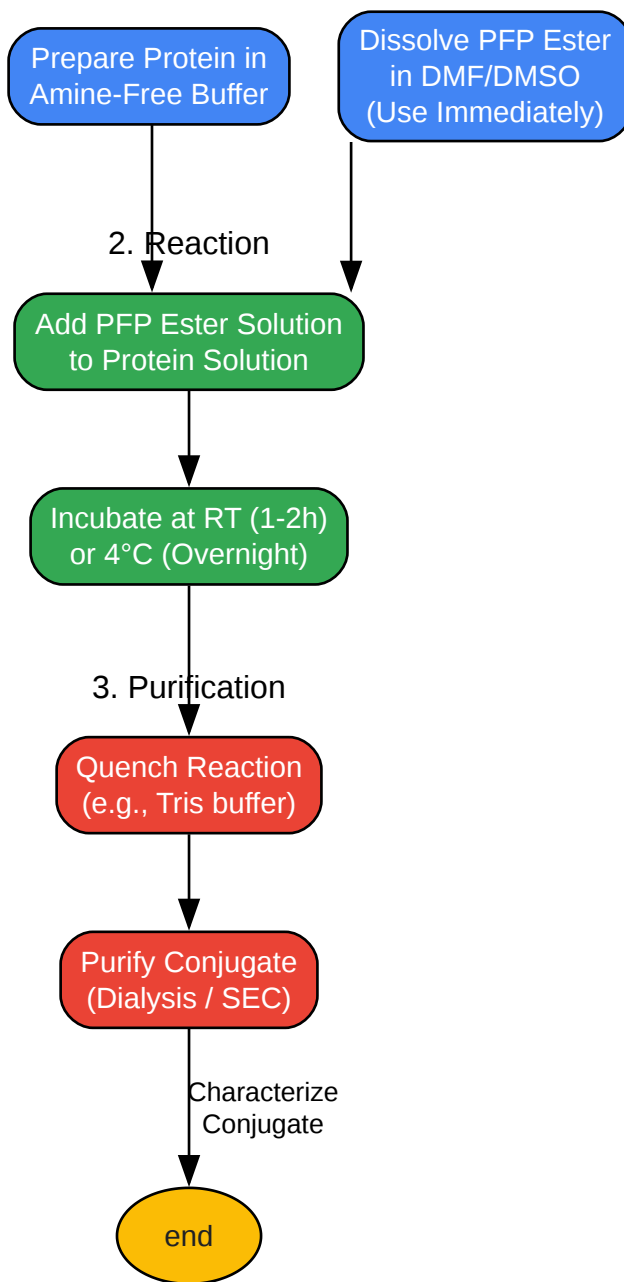 Prepare Protein in
Amine-Free Buffer
Dissolve PFP Ester
in DMF/DMSO
(Use Immediately)
2. Reaction
Add PFP Ester Solution
to Protein Solution
Incubate at RT (1-2h)
or 4°C (Overnight)
3. Purification
Quench Reaction
(e.g., Tris buffer)
Purify Conjugate
(Dialysis / SEC)
Characterize
Conjugate
end